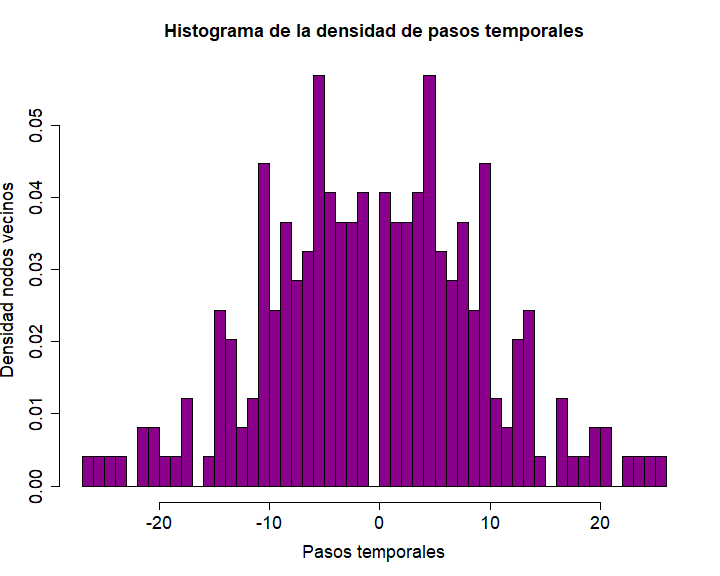 Histograma de la densidad de pasos temporales
Densidad nodos vecinos
0.05
0.04
0.03
0.02
0.01
0.00
-20 -10 0 10 20
Pasos temporales